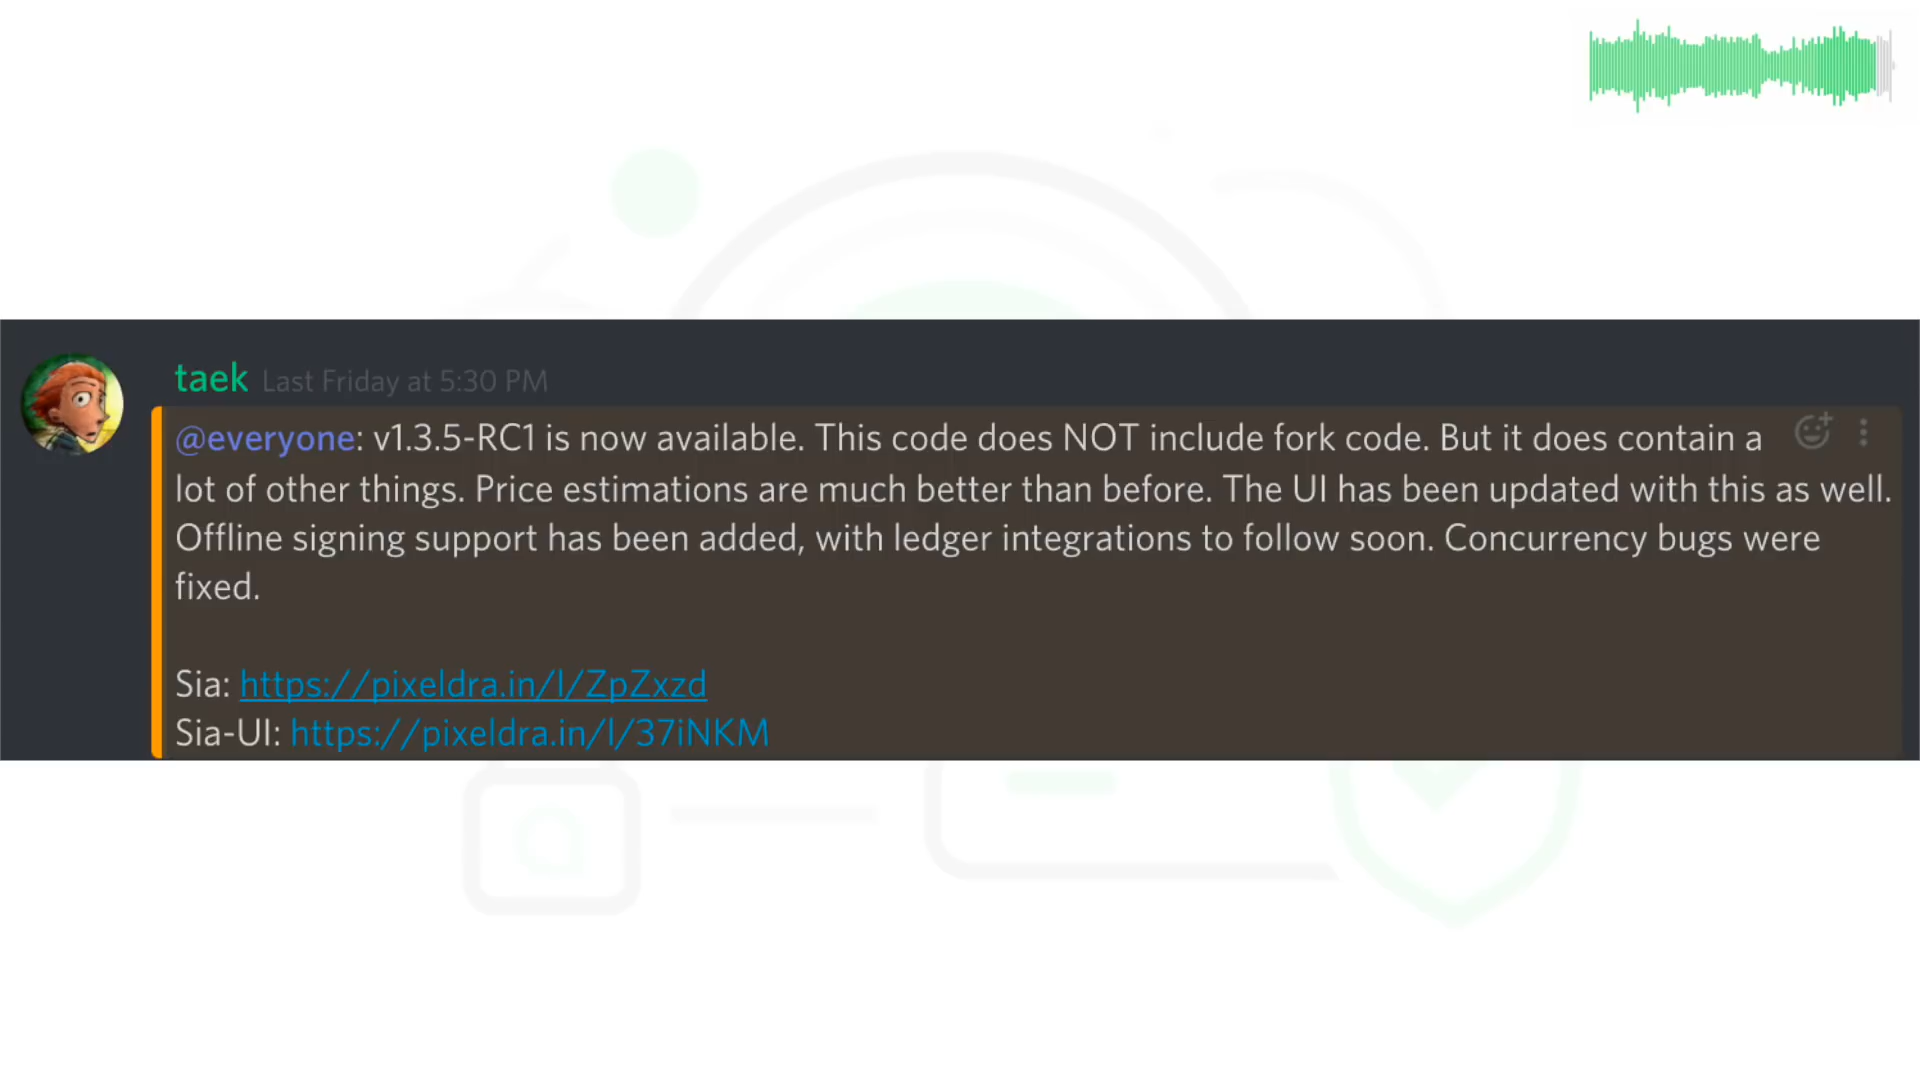 taek Last Friday at 5:30 PM
@everyone: v1.3.5-RC1 is now available. This code does NOT include fork code. But it does contain a
lot of other things. Price estimations are much better than before. The UI has been updated with this as well.
Offline signing support has been added, with ledger integrations to follow soon. Concurrency bugs were
fixed.
Sia: https://pixeldra.in/l/ZpZxzd
Sia-UI: https://pixeldra.in/l/37iNKM